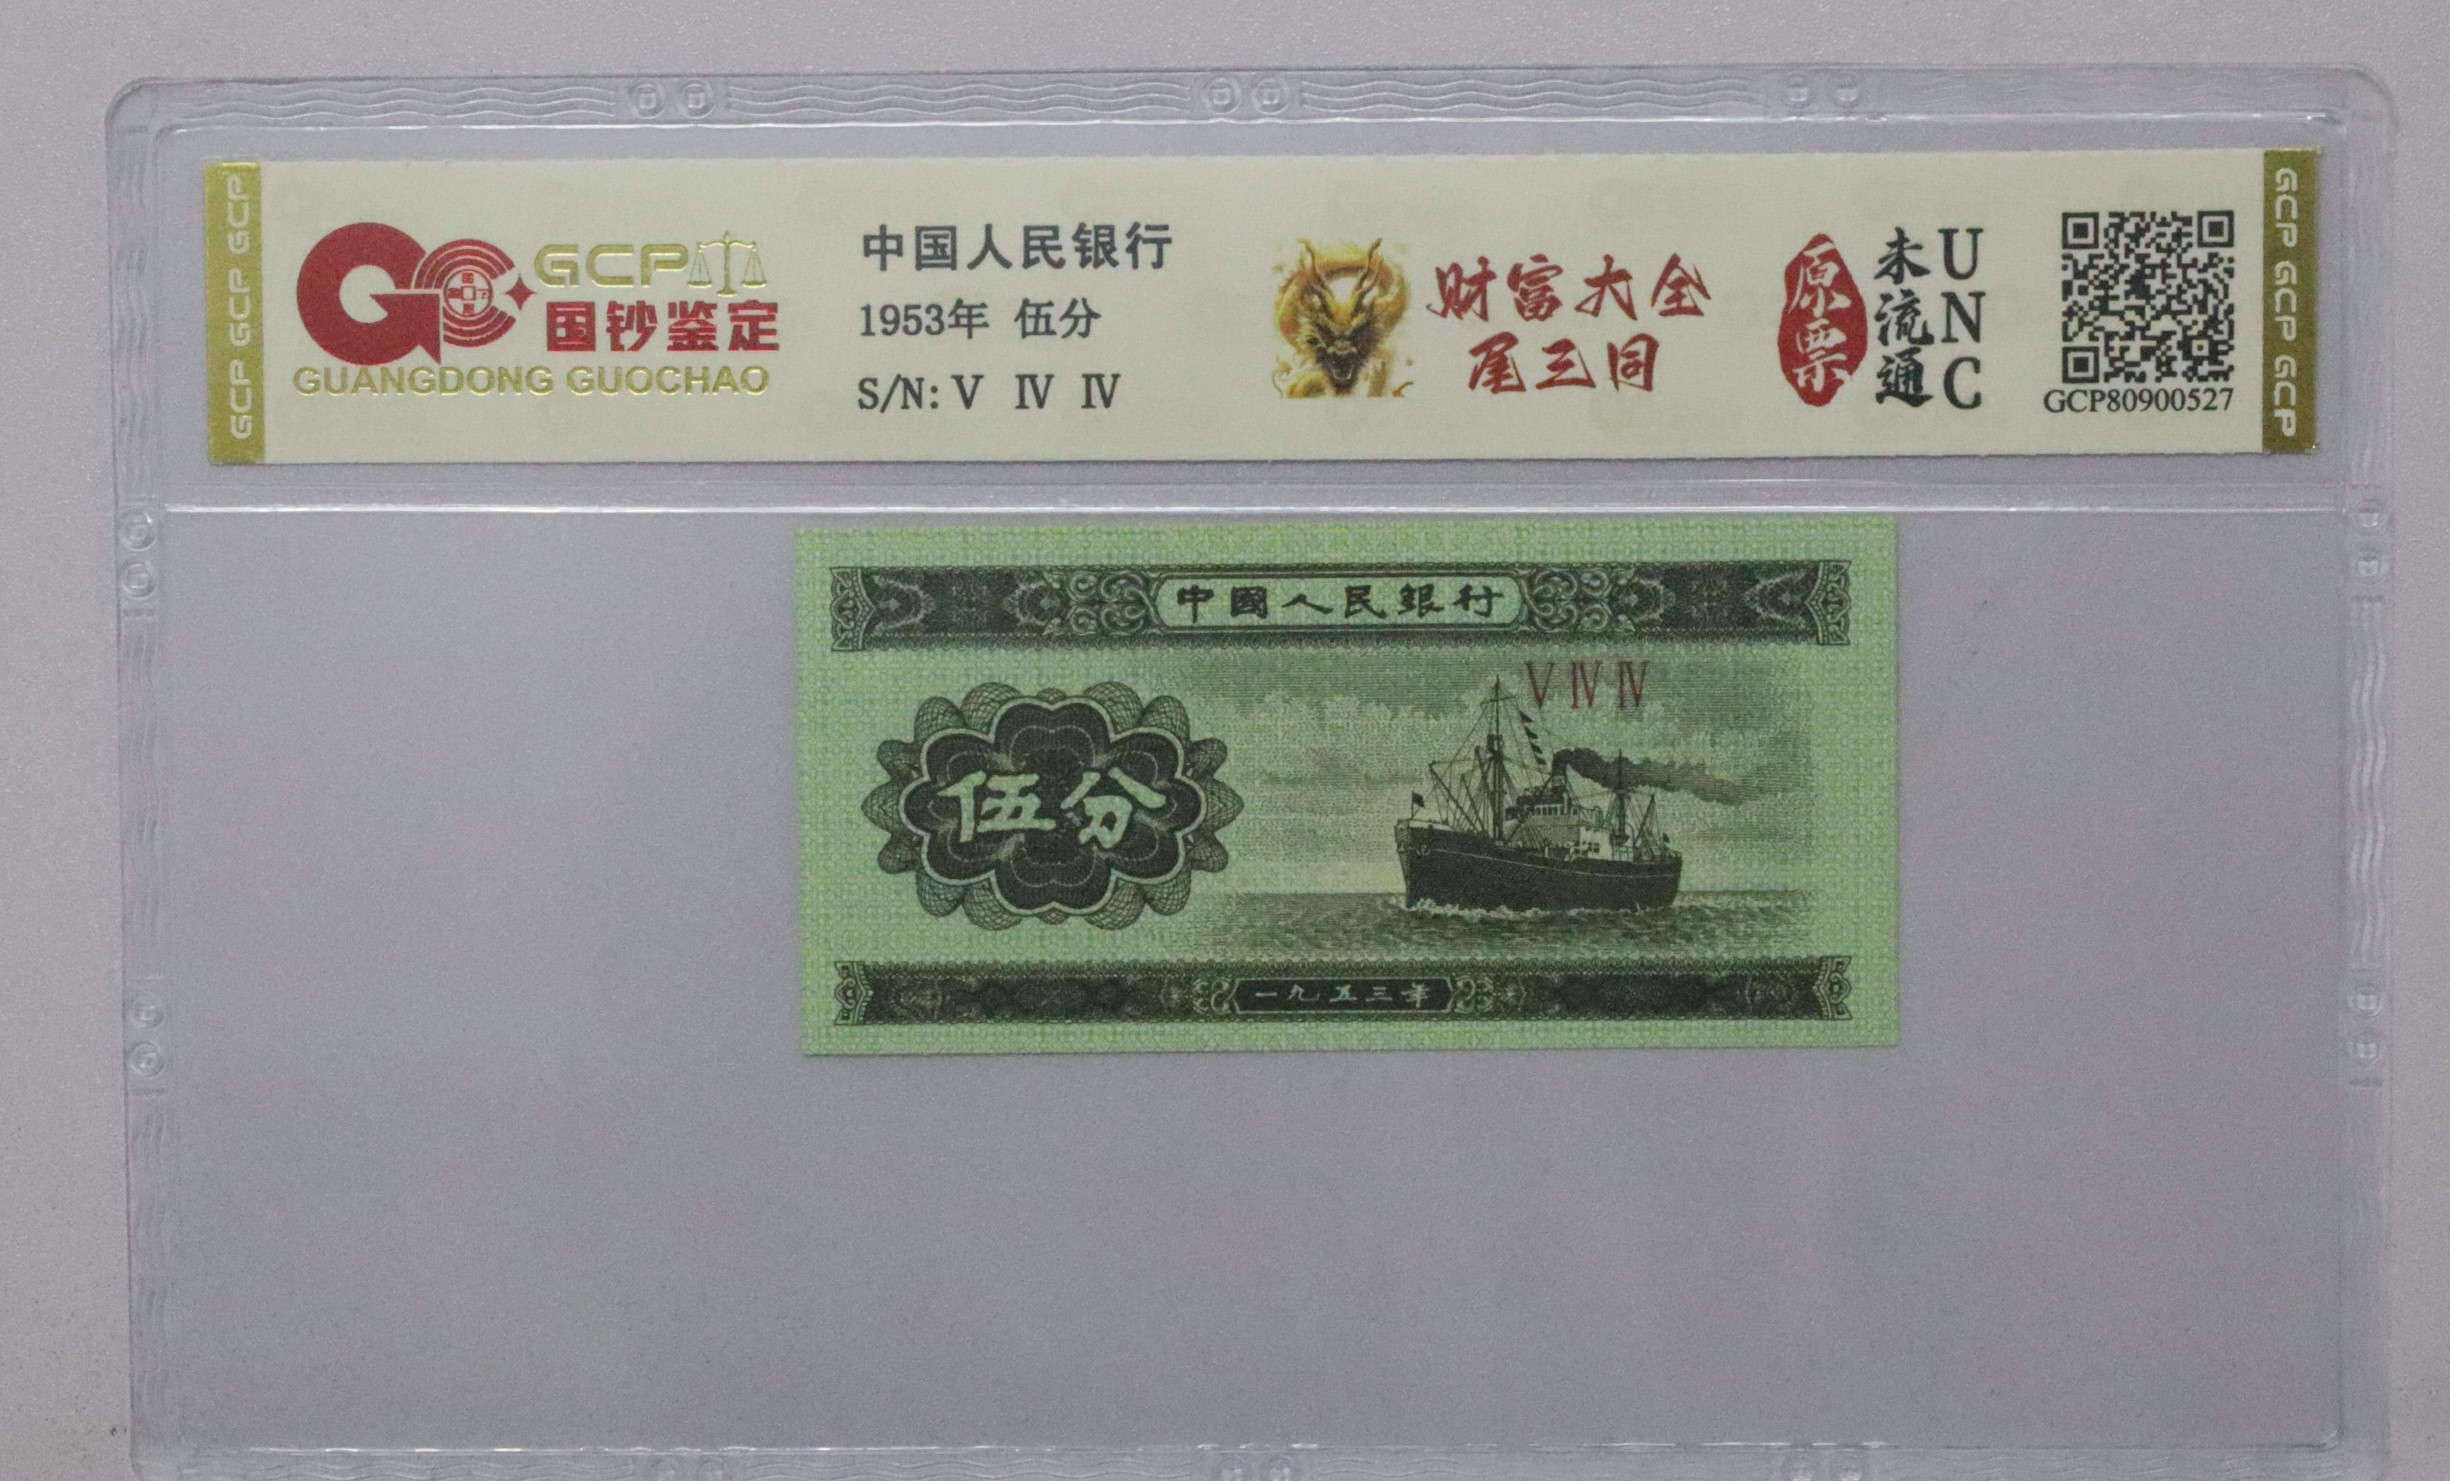 GCP GCP GCP
GCP
国钞鉴定
GUANGDONG GUOCHAO
中国人民银行
1953年 伍分
S/N: V IV IV
财富大全
尾三同
原票
未流通
UNC
GCP80900527
GCP GCP GCP
中國人民銀行
V IV IV
伍分
一九五三年